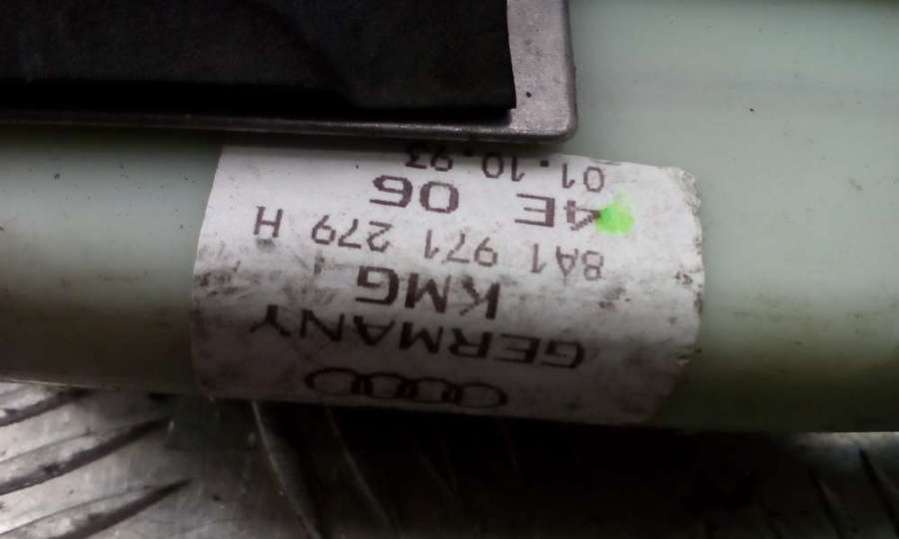 GERMANY
KMG
8A1 971 279 H
4E 06
01.10.93